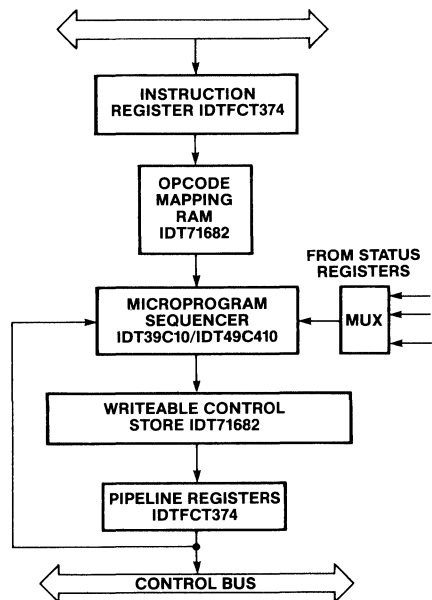 INSTRUCTION
REGISTER IDTFCT374
OPCODE
MAPPING
RAM
IDT71682
FROM STATUS
REGISTERS
MICROPROGRAM
SEQUENCER
IDT39C10/IDT49C410
MUX
WRITEABLE CONTROL
STORE IDT71682
PIPELINE REGISTERS
IDTFCT374
CONTROL BUS